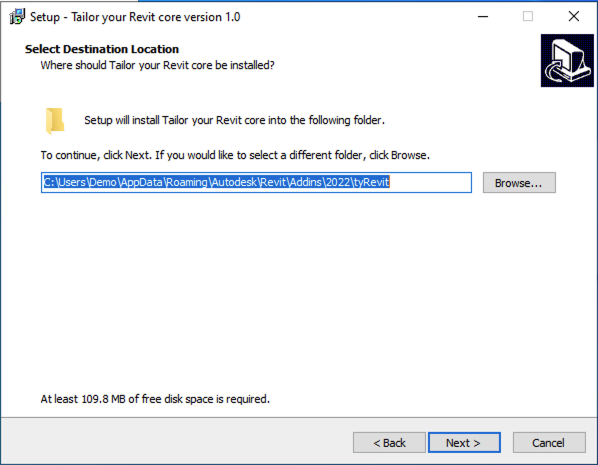 Setup - Tailor your Revit core version 1.0
Select Destination Location
Where should Tailor your Revit core be installed?
Setup will install Tailor your Revit core into the following folder.
To continue, click Next. If you would like to select a different folder, click Browse.
C:\Users\Demo\AppData\Roaming\Autodesk\Revit\Addins\2022\tyRevit
Browse...
At least 109.8 MB of free disk space is required.
< Back
Next >
Cancel